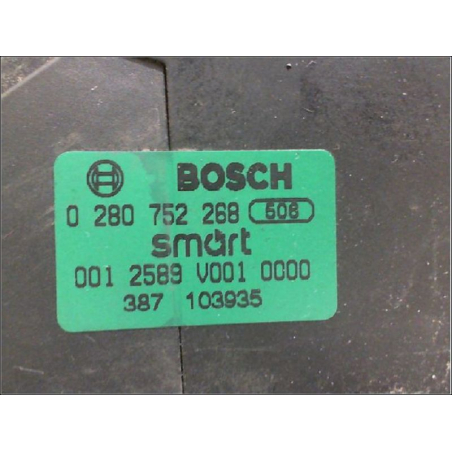 BOSCH
0 280 752 268 508
smart
001 2589 V001 0000
387 103935